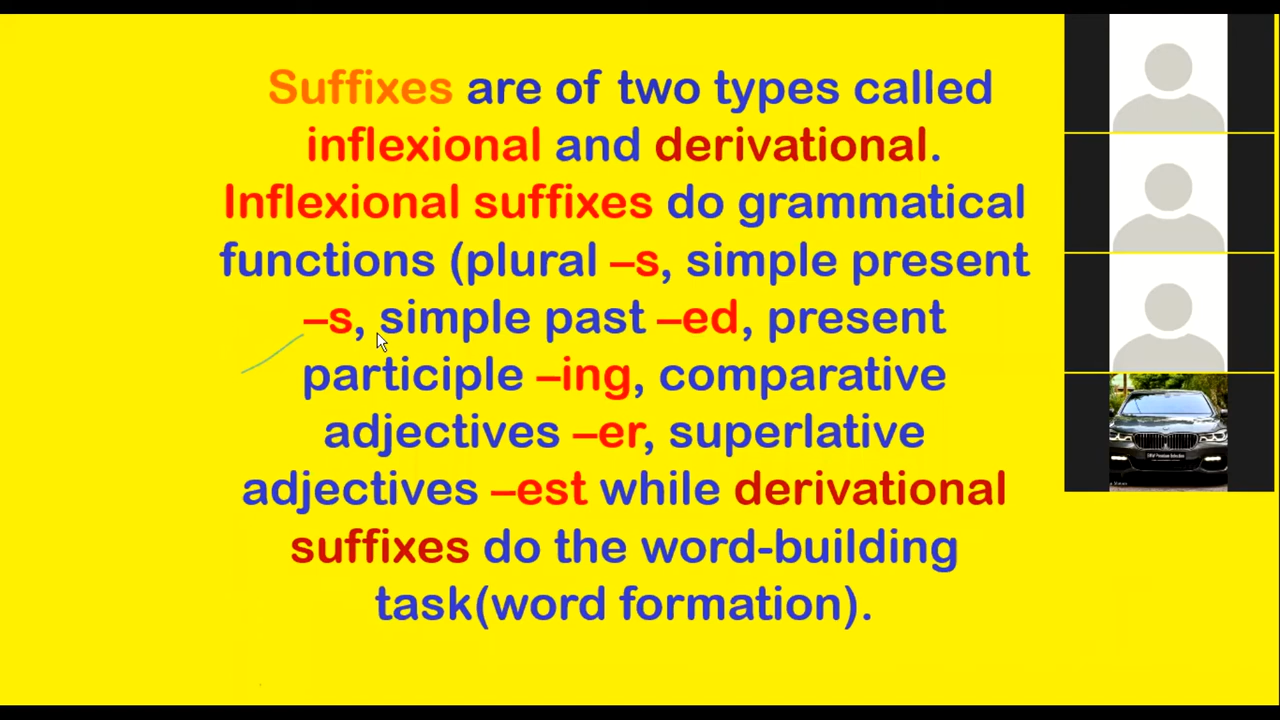 Suffixes are of two types called
inflexional and derivational.
Inflexional suffixes do grammatical
functions (plural –s, simple present
–s, simple past –ed, present
participle –ing, comparative
adjectives –er, superlative
adjectives –est while derivational
suffixes do the word-building
task(word formation).